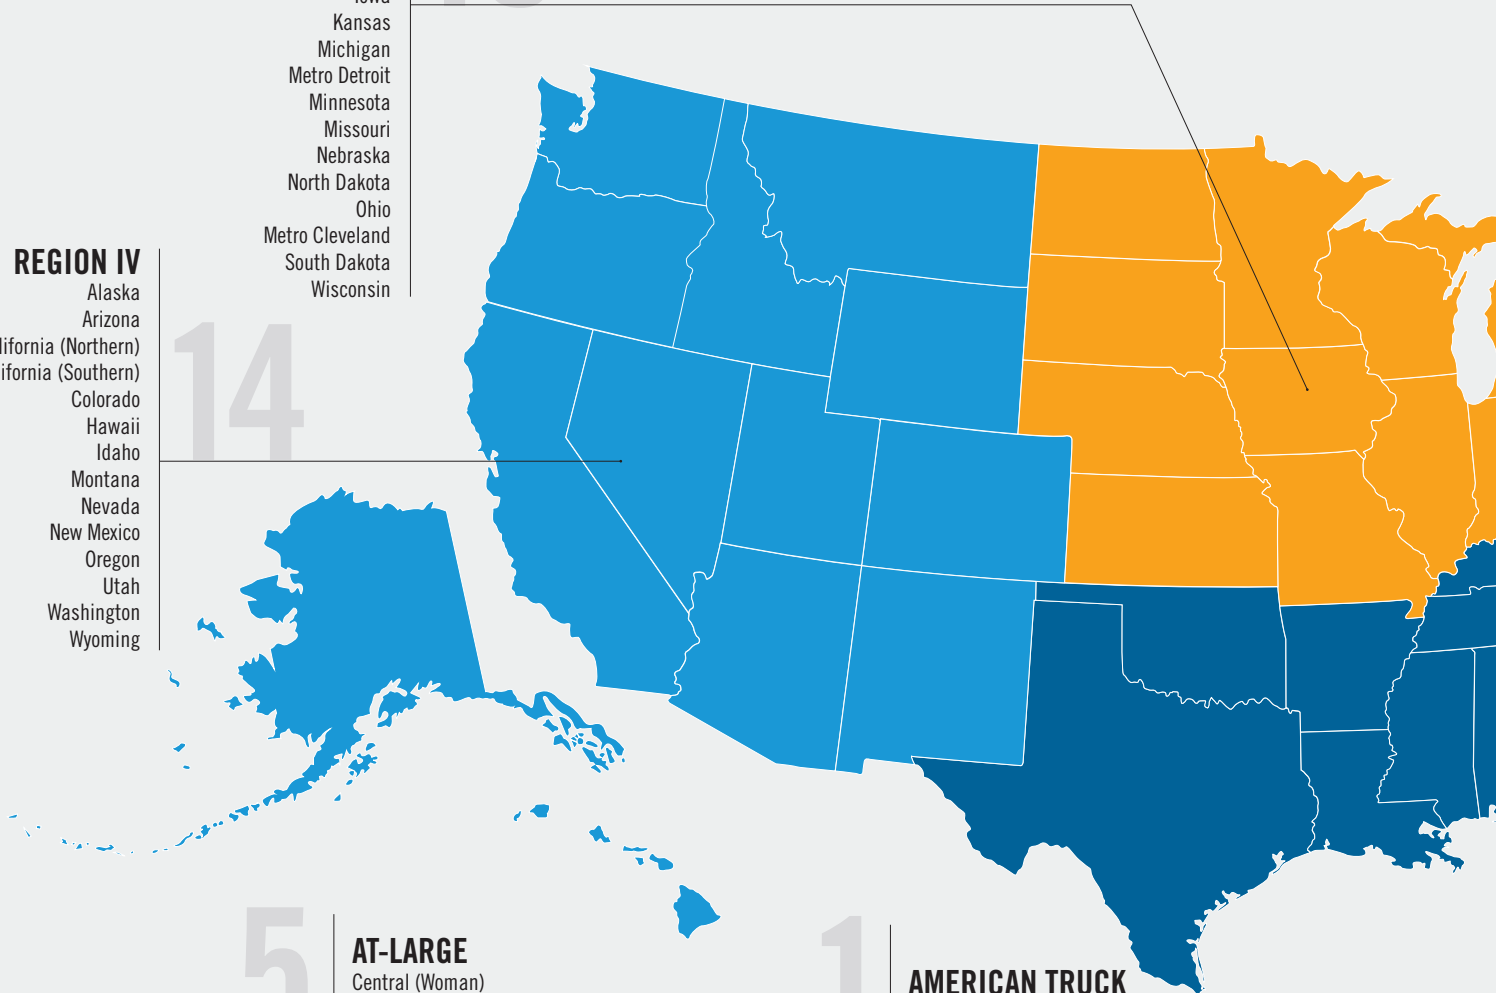 Kansas
Michigan
Metro Detroit
Minnesota
Missouri
Nebraska
North Dakota
Ohio
Metro Cleveland
South Dakota
Wisconsin
REGION IV
Alaska
Arizona
lifornia (Northern)
ifornia (Southern)
Colorado
Hawaii
Idaho
Montana
Nevada
New Mexico
Oregon
Utah
Washington
Wyoming
14
5
AT-LARGE
Central (Woman)
1
AMERICAN TRUCK